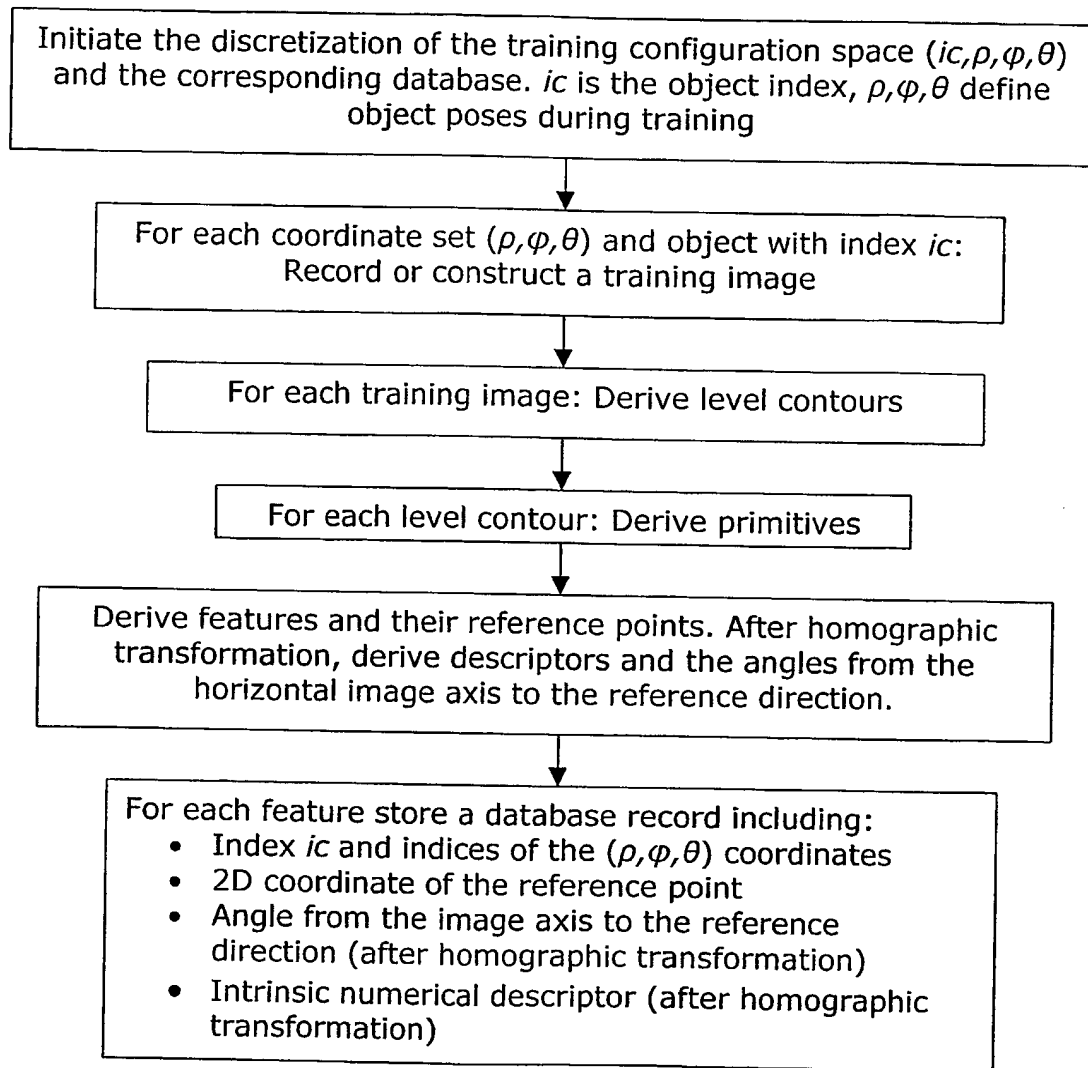 Initiate the discretization of the training configuration space (ic,ρ,φ,θ)
and the corresponding database. ic is the object index, ρ,φ,θ define
object poses during training
For each coordinate set (ρ,φ,θ) and object with index ic:
Record or construct a training image
For each training image: Derive level contours
For each level contour: Derive primitives
Derive features and their reference points. After homographic
transformation, derive descriptors and the angles from the
horizontal image axis to the reference direction.
For each feature store a database record including:
• Index ic and indices of the (ρ,φ,θ) coordinates
• 2D coordinate of the reference point
• Angle from the image axis to the reference
direction (after homographic transformation)
• Intrinsic numerical descriptor (after homographic
transformation)